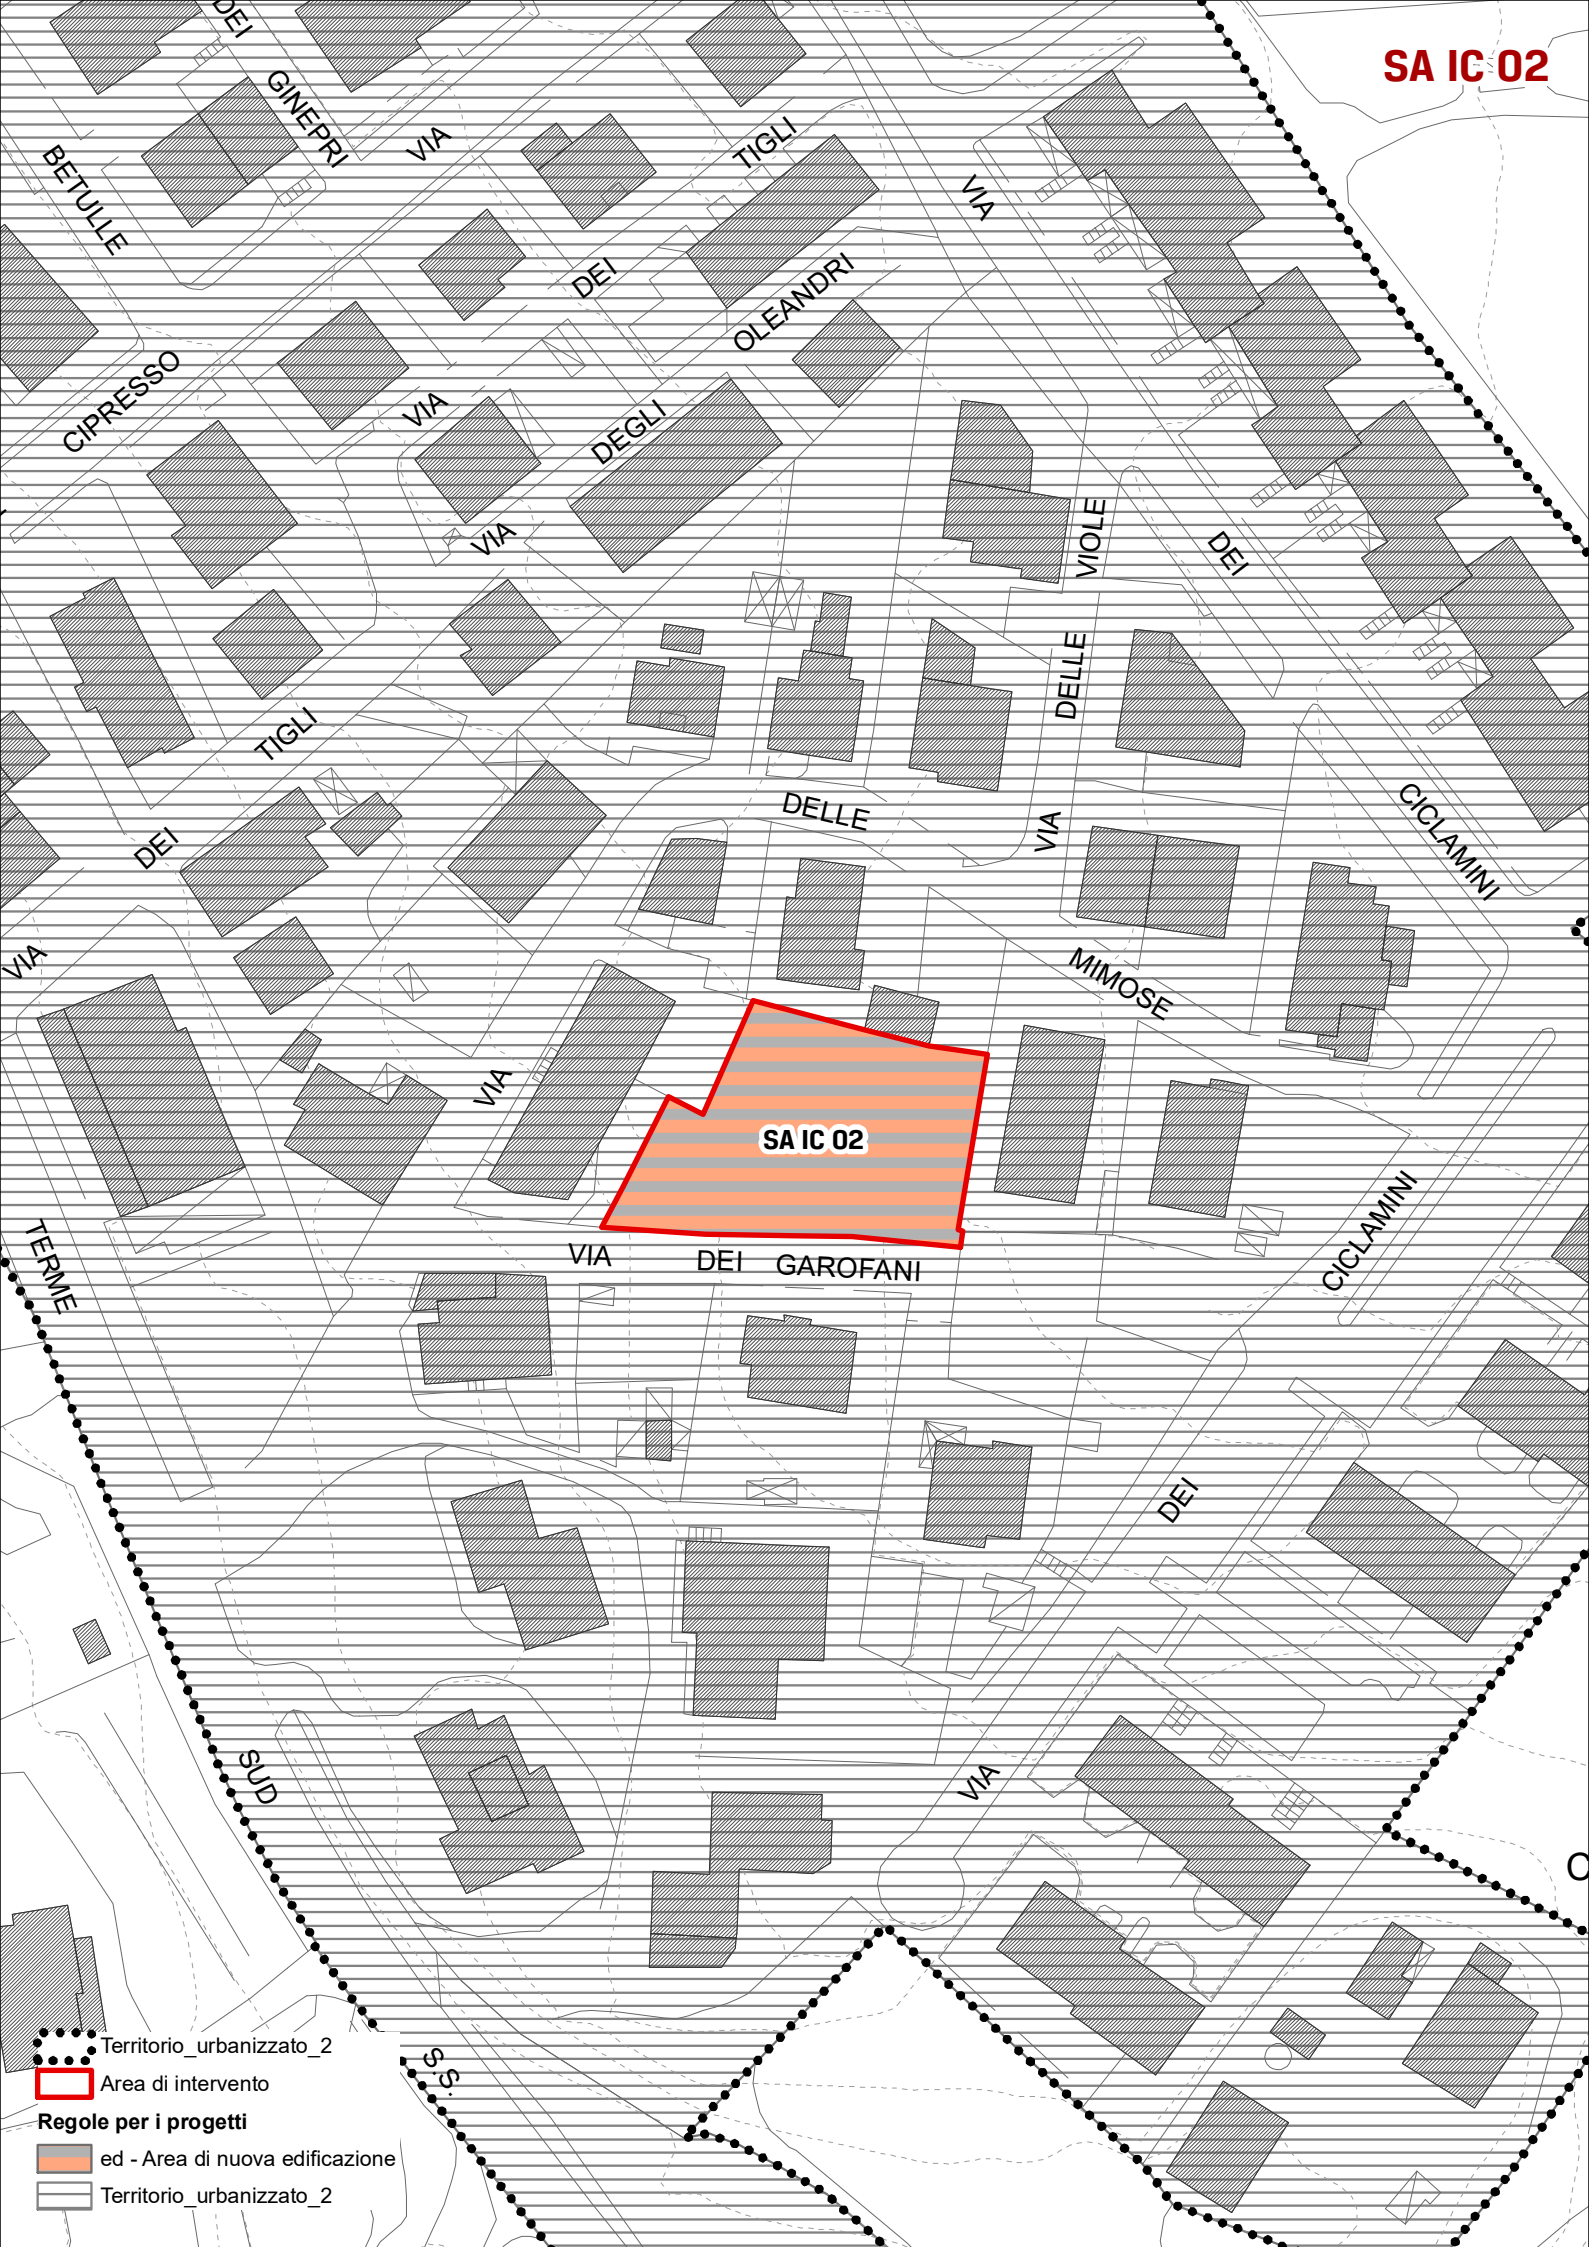 SA IC 02
DEI
GINEPRI
BETULLE
VIA
TIGLI
VIA
DEI
OLEANDRI
CIPRESSO
VIA
DEGLI
VIA
VIOLE
DEI
DELLE
TIGLI
DELLE
VIA
DEI
CICLAMINI
VIA
MIMOSE
VIA
SA IC 02
CICLAMINI
TERME
VIA DEI GAROFANI
DEI
SUD
VIA
S.S.
Territorio_urbanizzato_2
Area di intervento
Regole per i progetti
ed - Area di nuova edificazione
Territorio_urbanizzato_2